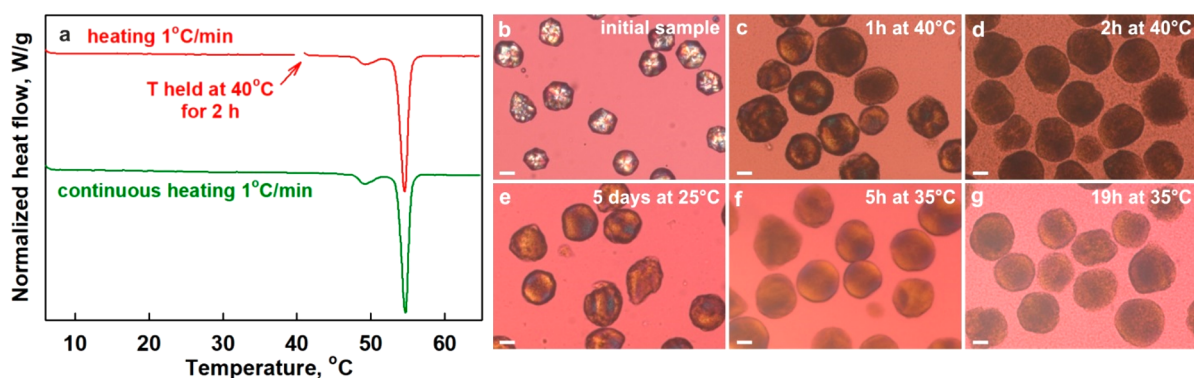 a
heating 1°C/min
T held at 40°C
for 2 h
continuous heating 1°C/min
Normalized heat flow, W/g
10 20 30 40 50 60
Temperature, °C
b initial sample
c 1h at 40°C
d 2h at 40°C
e 5 days at 25°C
f 5h at 35°C
g 19h at 35°C